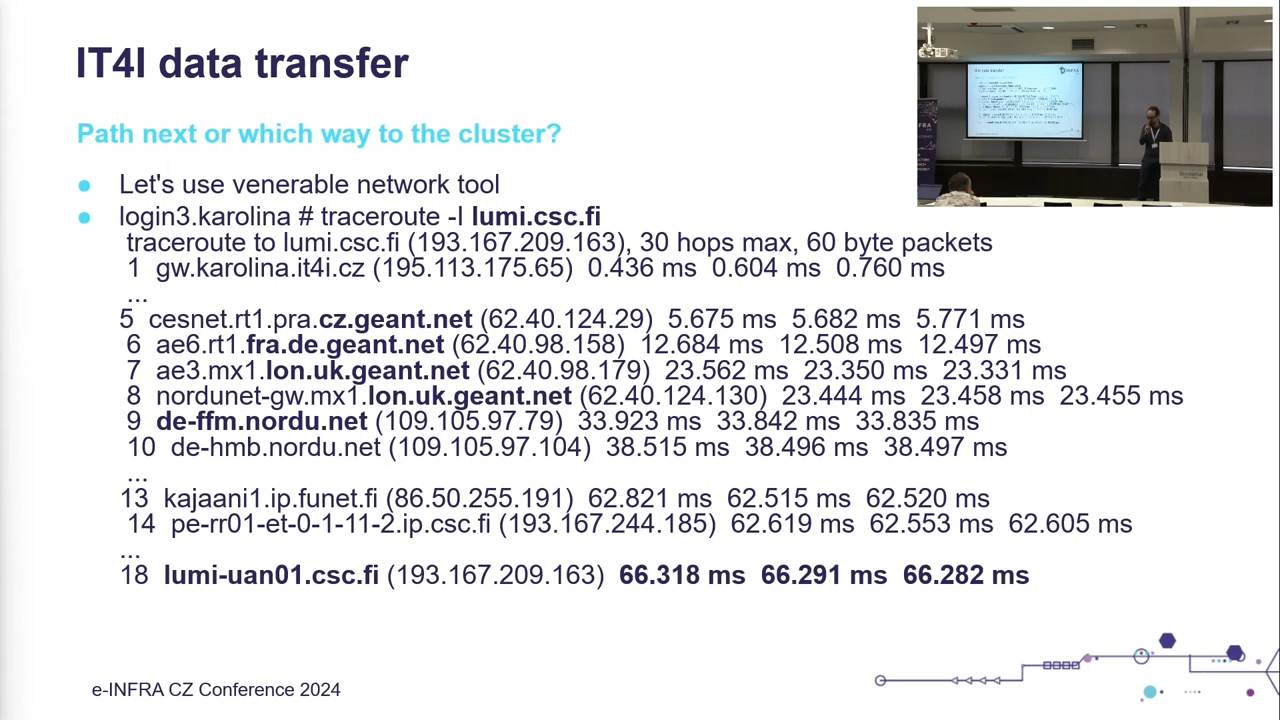 IT4I data transfer
Path next or which way to the cluster?
Let's use venerable network tool
login3.karolina # traceroute -I lumi.csc.fi
traceroute to lumi.csc.fi (193.167.209.163), 30 hops max, 60 byte packets
1 gw.karolina.it4i.cz (195.113.175.65) 0.436 ms 0.604 ms 0.760 ms
...
5 cesnet.rt1.pra.cz.geant.net (62.40.124.29) 5.675 ms 5.682 ms 5.771 ms
6 ae6.rt1.fra.de.geant.net (62.40.98.158) 12.684 ms 12.508 ms 12.497 ms
7 ae3.mx1.lon.uk.geant.net (62.40.98.179) 23.562 ms 23.350 ms 23.331 ms
8 nordunet-gw.mx1.lon.uk.geant.net (62.40.124.130) 23.444 ms 23.458 ms 23.455 ms
9 de-ffm.nordu.net (109.105.97.79) 33.923 ms 33.842 ms 33.835 ms
10 de-hmb.nordu.net (109.105.97.104) 38.515 ms 38.496 ms 38.497 ms
...
13 kajaani1.ip.funet.fi (86.50.255.191) 62.821 ms 62.515 ms 62.520 ms
14 pe-rr01-et-0-1-11-2.ip.csc.fi (193.167.244.185) 62.619 ms 62.553 ms 62.605 ms
...
18 lumi-uan01.csc.fi (193.167.209.163) 66.318 ms 66.291 ms 66.282 ms
e-INFRA CZ Conference 2024